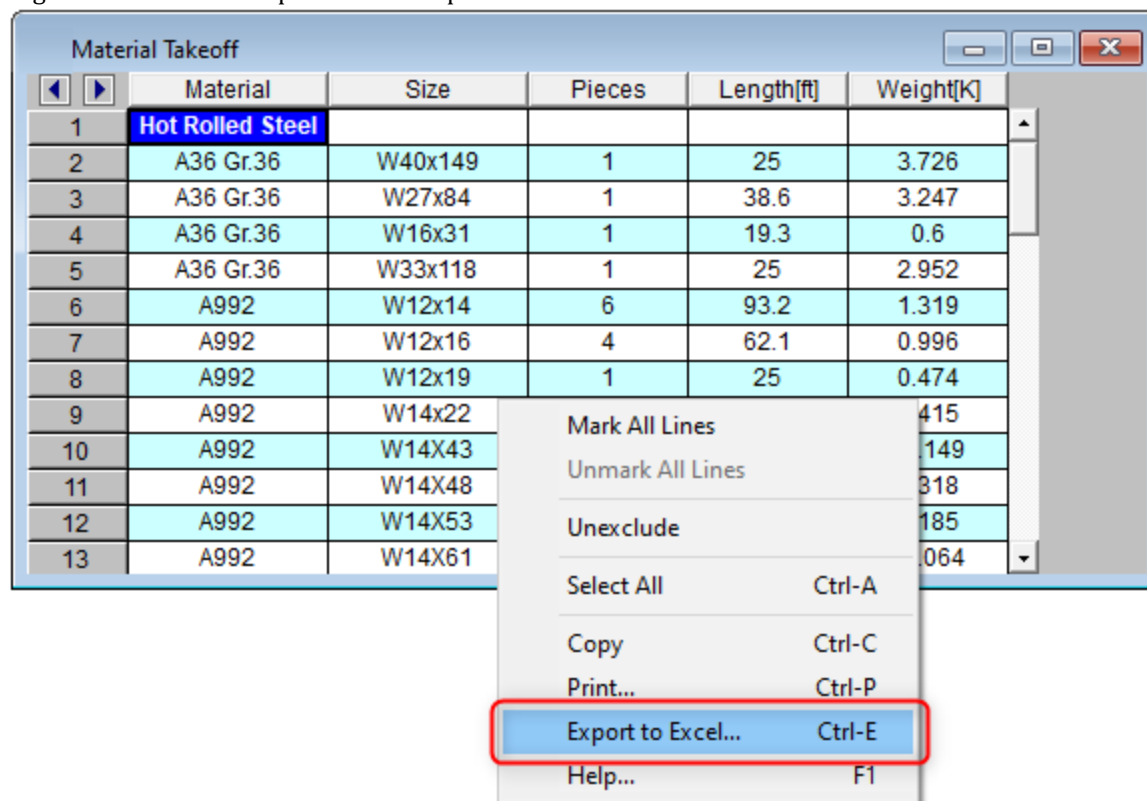 Material Takeoff
Material Size Pieces Length[ft] Weight[K]
1 Hot Rolled Steel
2 A36 Gr.36 W40x149 1 25 3.726
3 A36 Gr.36 W27x84 1 38.6 3.247
4 A36 Gr.36 W16x31 1 19.3 0.6
5 A36 Gr.36 W33x118 1 25 2.952
6 A992 W12x14 6 93.2 1.319
7 A992 W12x16 4 62.1 0.996
8 A992 W12x19 1 25 0.474
9 A992 W14x22 415
10 A992 W14X43 .149
11 A992 W14X48 318
12 A992 W14X53 185
13 A992 W14X61 .064
Mark All Lines
Unmark All Lines
Unexclude
Select All Ctrl-A
Copy Ctrl-C
Print... Ctrl-P
Export to Excel... Ctrl-E
Help... F1